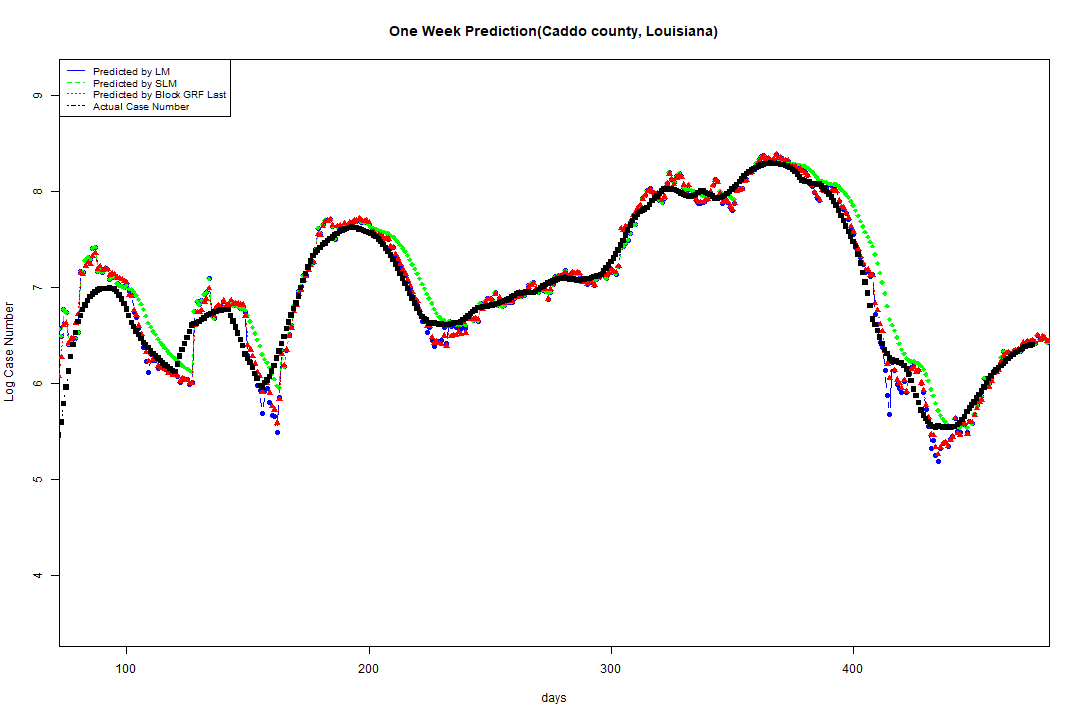 One Week Prediction(Caddo county, Louisiana)
Predicted by LM
Predicted by SLM
Predicted by Block GRF Last
Actual Case Number
Log Case Number
9
8
7
6
5
4
100 200 300 400
days